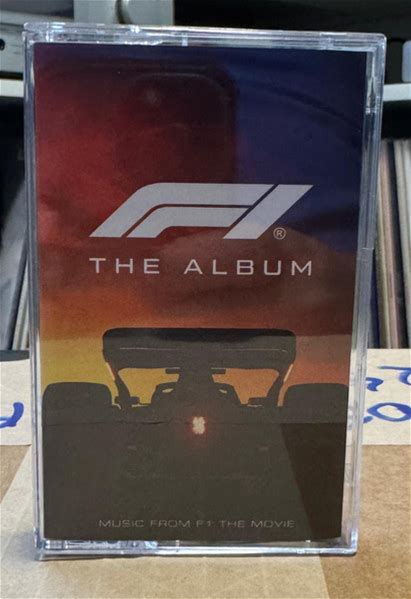 F1®
THE ALBUM
MUSIC FROM F1 THE MOVIE